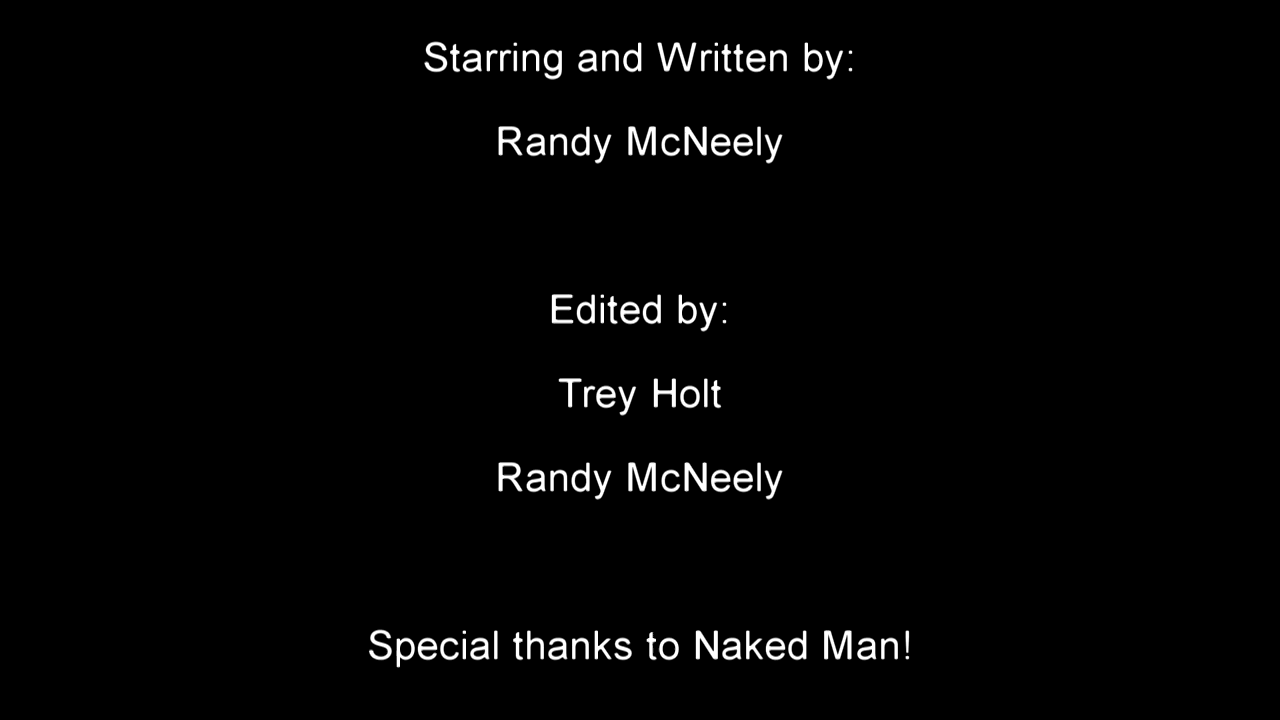 Starring and Written by:
Randy McNeely
Edited by:
Trey Holt
Randy McNeely
Special thanks to Naked Man!